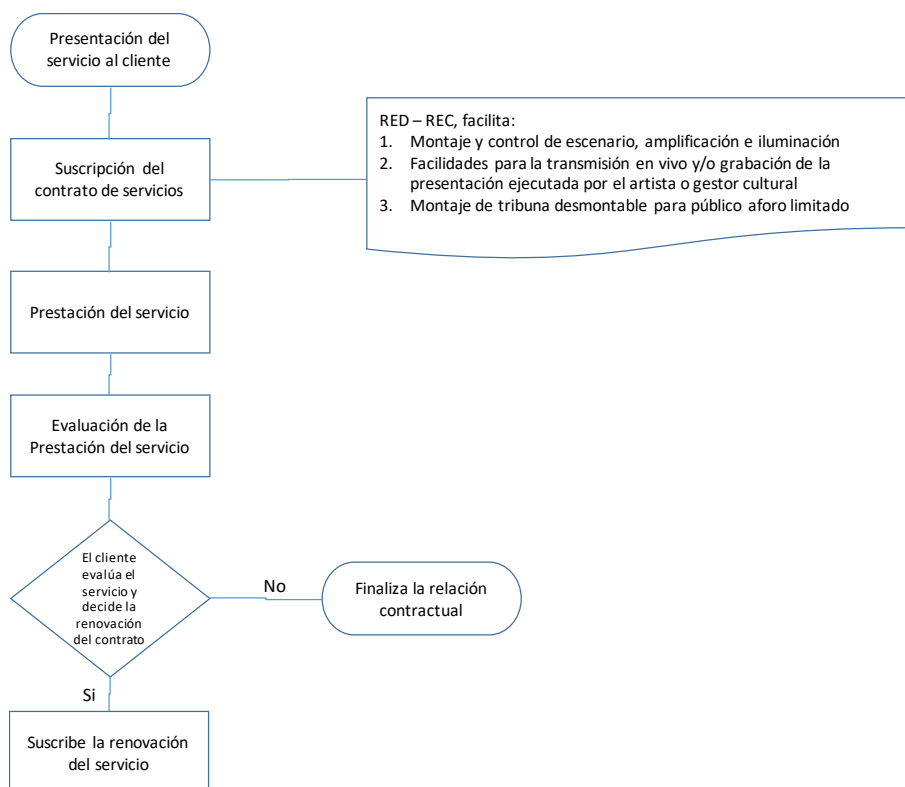 Presentación del
servicio al cliente
RED – REC, facilita:
1. Montaje y control de escenario, amplificación e iluminación
2. Facilidades para la transmisión en vivo y/o grabación de la
presentación ejecutada por el artista o gestor cultural
3. Montaje de tribuna desmontable para público aforo limitado
Suscripción del
contrato de servicios
Prestación del servicio
Evaluación de la
Prestación del servicio
El cliente
evalúa el
servicio y
decide la
renovación
del contrato
No
Finaliza la relación
contractual
Si
Suscribe la renovación
del servicio